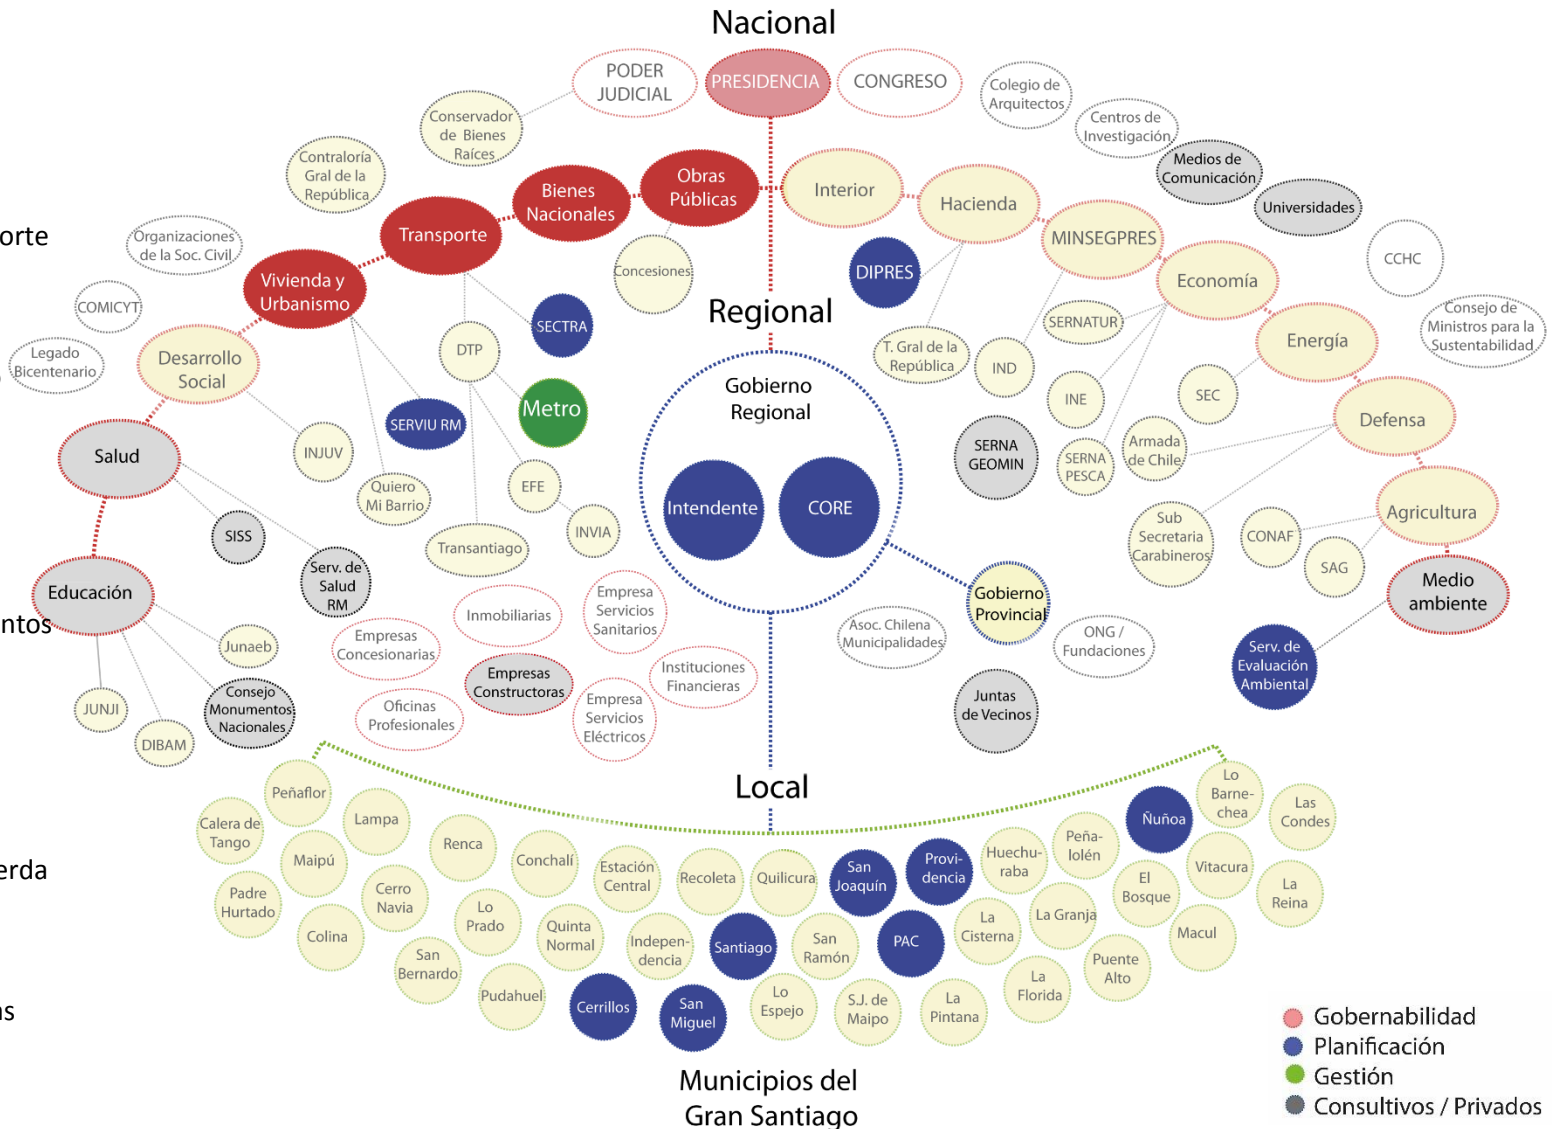 Nacional
PODER
JUDICIAL
PRESIDENCIA
CONGRESO
Colegio de
Arquitectos
Centros de
Investigación
Medios de
Comunicación
Universidades
CCHC
Consejo de
Ministros para la
Sustentabilidad
Conservador
de Bienes
Raíces
Contraloría
Gral de la
República
Organizaciones
de la Soc. Civil
COMICYT
Legado
Bicentenario
orte
Obras
Públicas
Bienes
Nacionales
Transporte
Vivienda y
Urbanismo
Desarrollo
Social
Salud
Educación
Interior
Hacienda
MINSEGPRES
Economía
Energía
Defensa
Agricultura
Medio
ambiente
Concesiones
DIPRES
SECTRA
DTP
Metro
SERVIU RM
INJUV
Quiero
Mi Barrio
EFE
INVIA
Transantiago
SISS
Serv. de
Salud
RM
Regional
Gobierno
Regional
Intendente
CORE
T. Gral de la
República
IND
SERNATUR
INE
SERNA
PESCA
SERNA
GEOMIN
SEC
Armada
de Chile
Sub
Secretaria
Carabineros
CONAF
SAG
Serv. de
Evaluación
Ambiental
Gobierno
Provincial
Asoc. Chilena
Municipalidades
ONG /
Fundaciones
Juntas
de Vecinos
ntos
Junaeb
JUNJI
DIBAM
Consejo
Monumentos
Nacionales
Inmobiliarias
Empresa
Servicios
Sanitarios
Empresas
Concesionarias
Empresas
Constructoras
Instituciones
Financieras
Oficinas
Profesionales
Empresa
Servicios
Eléctricos
Local
Peñaflor
Calera de
Tango
Lampa
Maipú
Renca
Conchalí
Estación
Central
Recoleta
Quilicura
San
Joaquín
Provi-
dencia
Huechu-
raba
Peña-
lolén
Ñuñoa
Lo
Barne-
chea
Las
Condes
erda
Padre
Hurtado
Cerro
Navia
Colina
Lo
Prado
Quinta
Normal
Indepen-
dencia
Santiago
San
Ramón
PAC
La
Cisterna
La Granja
El
Bosque
Vitacura
La
Reina
Macul
San
Bernardo
Pudahuel
Cerrillos
San
Miguel
Lo
Espejo
S.J. de
Maipo
La
Pintana
La
Florida
Puente
Alto
as
Municipios del
Gran Santiago
Gobernabilidad
Planificación
Gestión
Consultivos / Privados